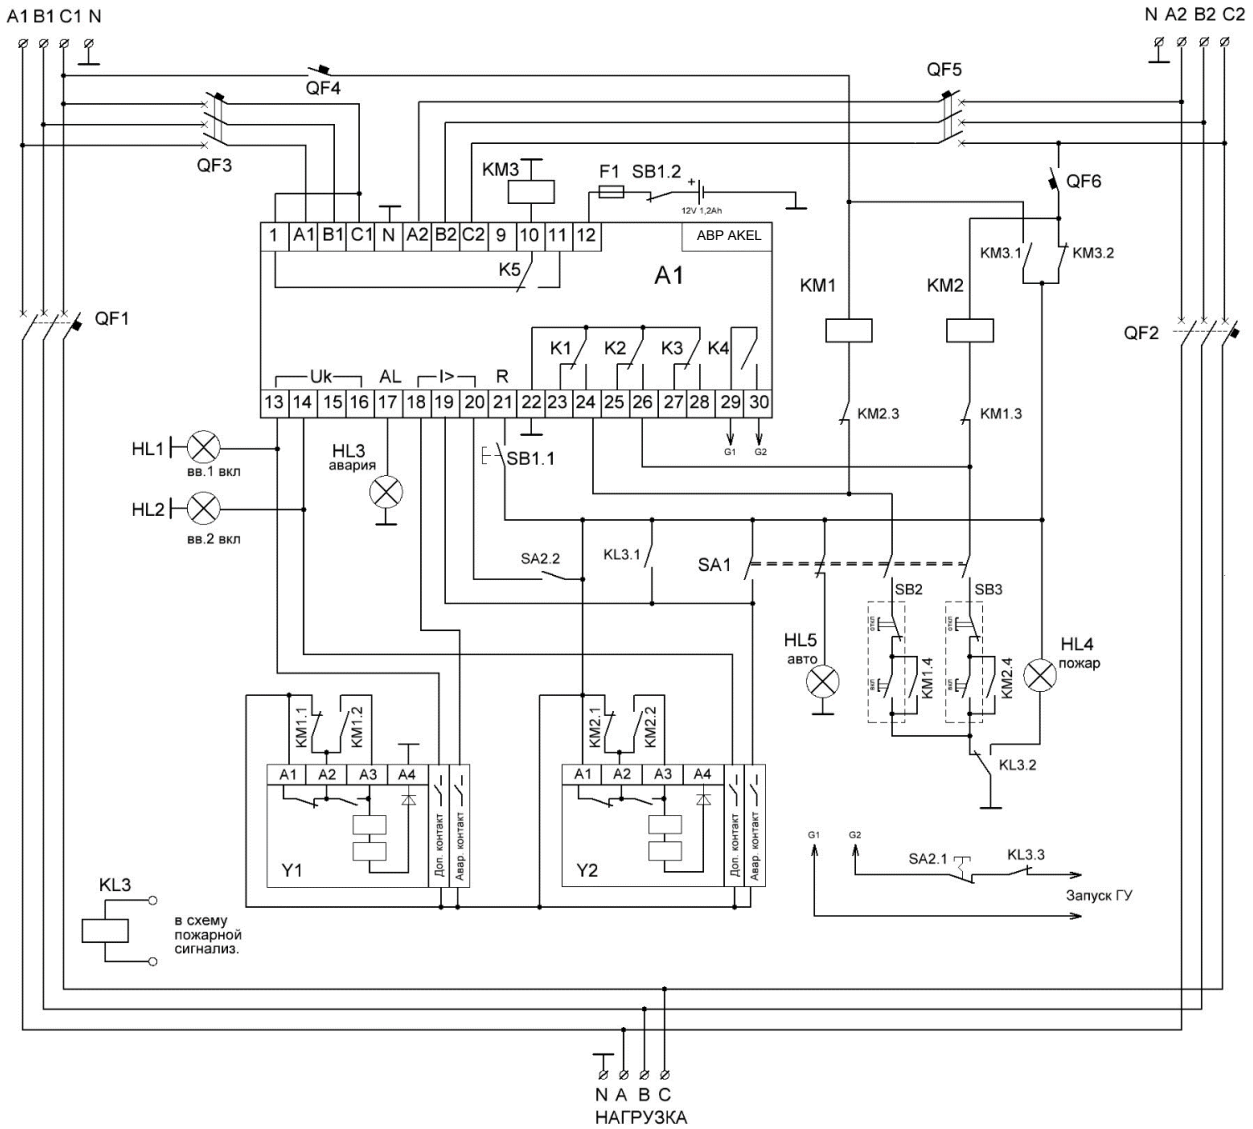 A1 B1 C1 N
N A2 B2 C2
QF4
QF5
QF3
QF6
KM3
F1 SB1.2
+
12V 1,2Ah
1 A1 B1 C1 N A2 B2 C2 9 10 11 12
АВР AKEL
K5
A1
KM3.1
KM3.2
KM1
KM2
QF1
QF2
K1 K2 K3 K4
Uk AL I> R
13 14 15 16 17 18 19 20 21 22 23 24 25 26 27 28 29 30
KM2.3
KM1.3
G1 G2
HL1
вв.1 вкл
HL3
авария
SB1.1
HL2
вв.2 вкл
SA2.2
KL3.1
SA1
SB2
SB3
откл
откл
HL5
авто
HL4
пожар
вкл
вкл
KM1.4
KM2.4
KM1.1
KM1.2
KM2.1
KM2.2
KL3.2
A1 A2 A3 A4
A1 A2 A3 A4
Доп. контакт
Авар. контакт
Доп. контакт
Авар. контакт
Y1
Y2
G1 G2
SA2.1
KL3.3
Запуск ГУ
KL3
в схему
пожарной
сигнализ.
N A B C
НАГРУЗКА